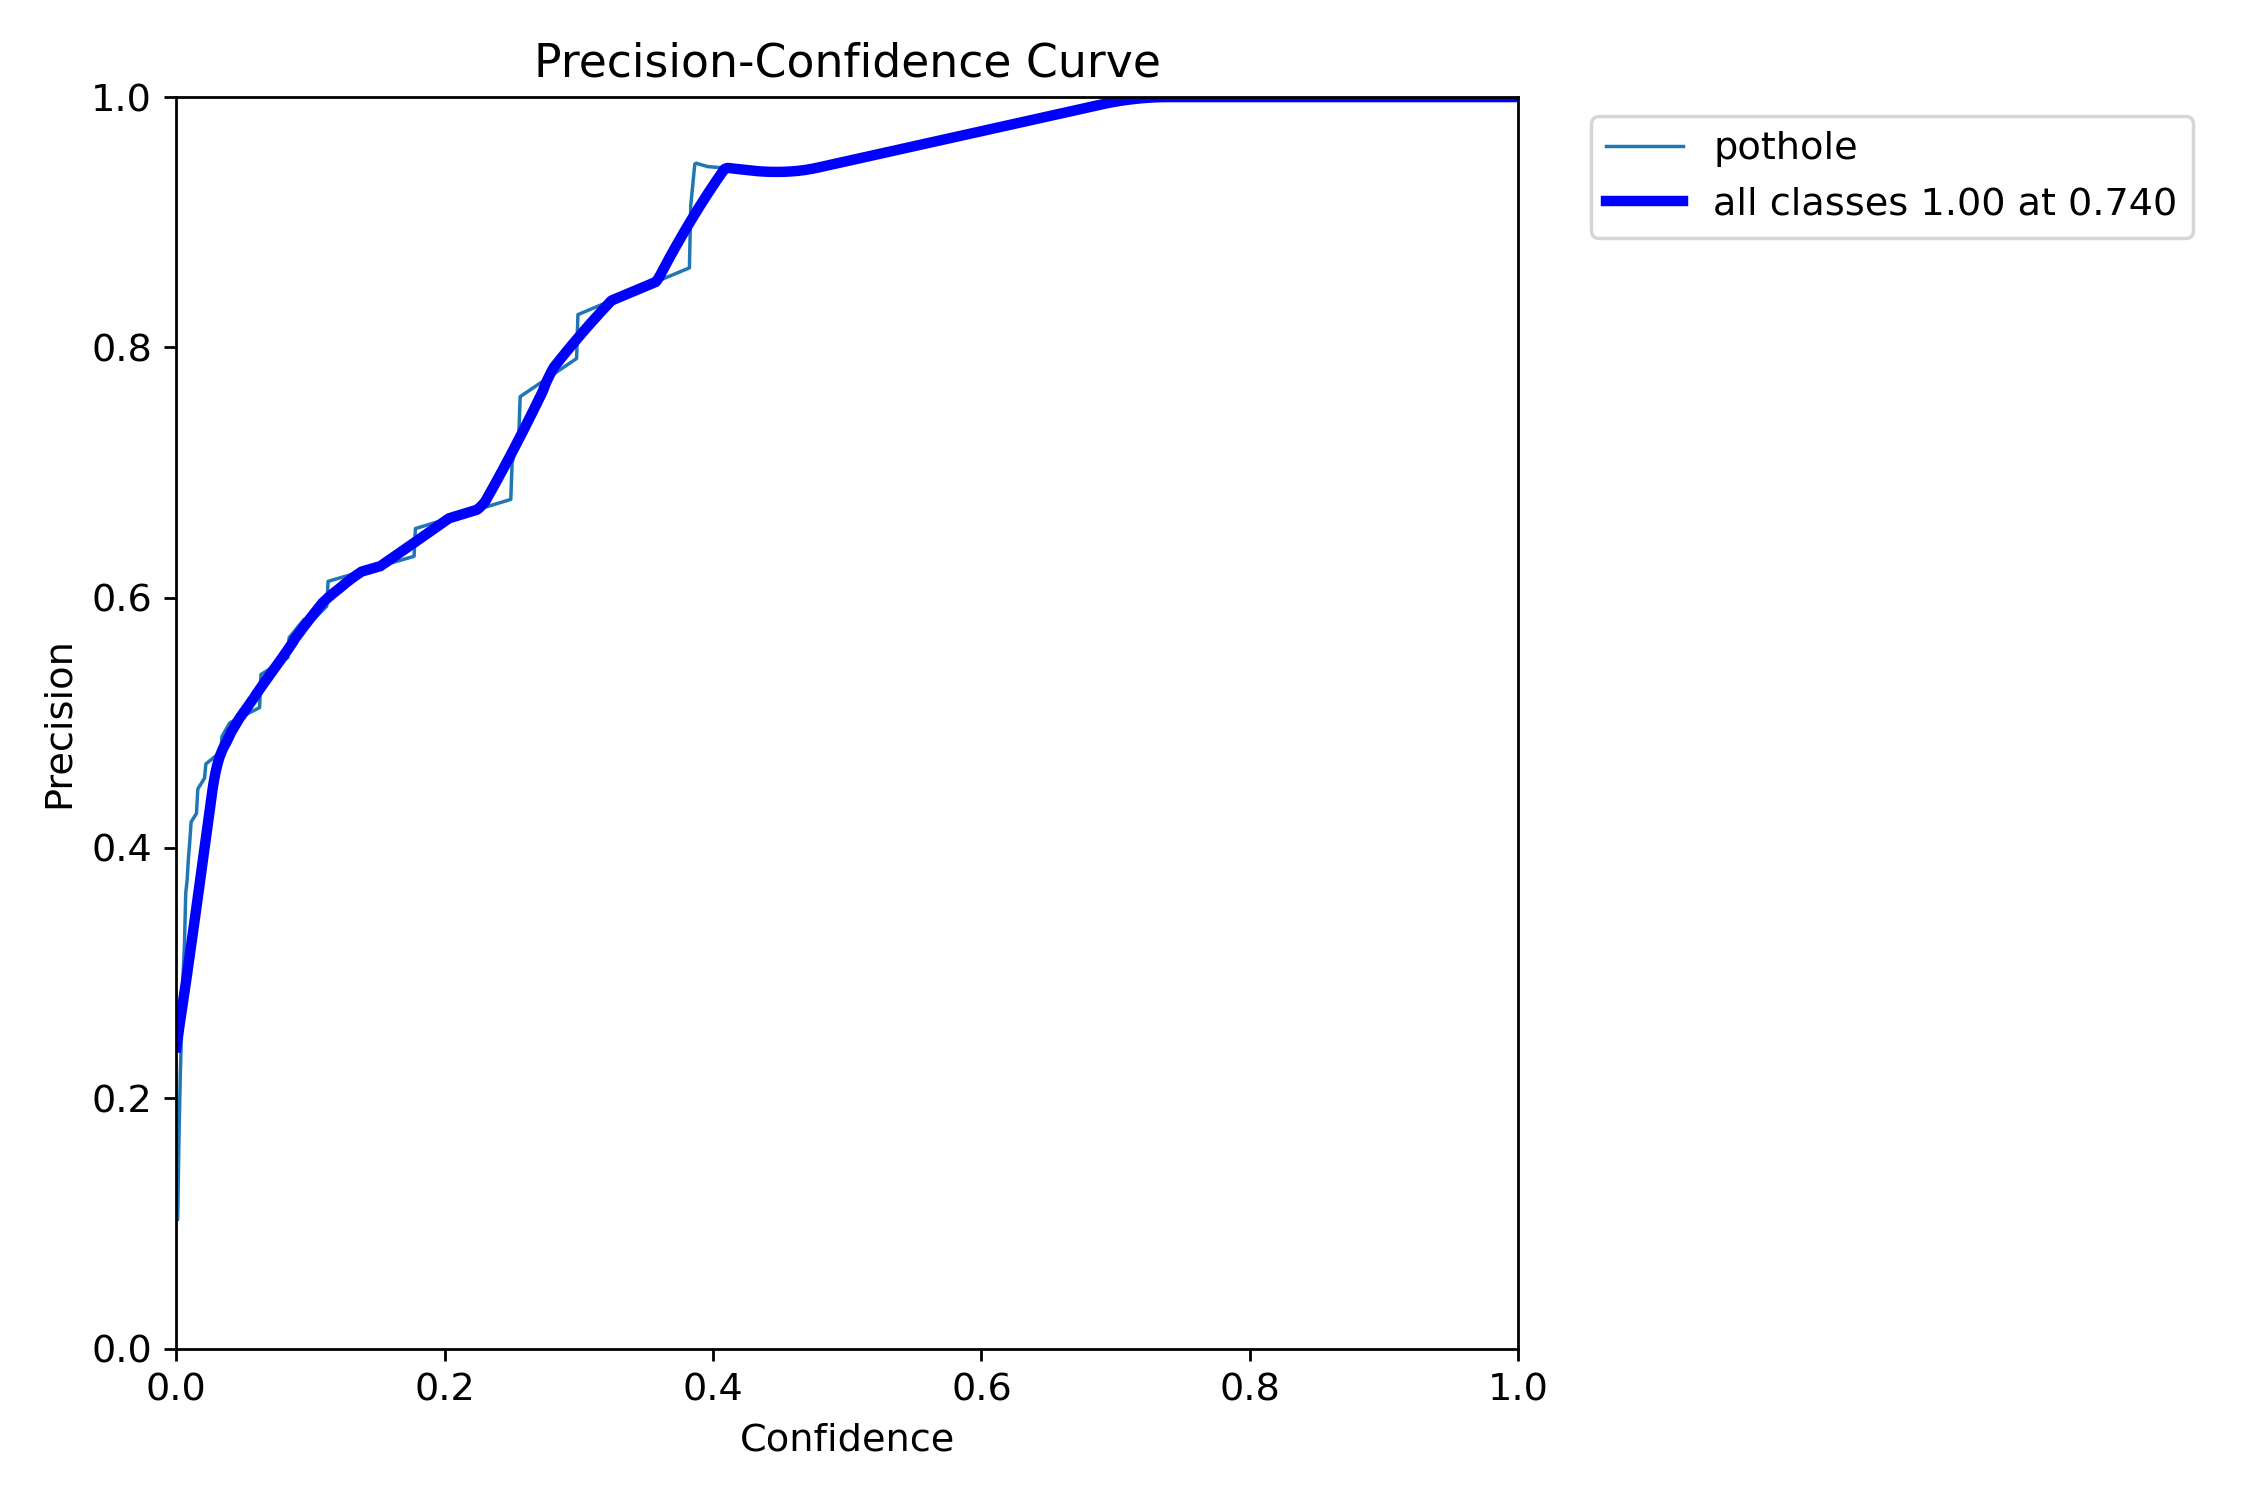 Precision-Confidence Curve
1.0
0.8
0.6
0.4
0.2
0.0
Precision
0.0 0.2 0.4 0.6 0.8 1.0
Confidence
pothole
all classes 1.00 at 0.740